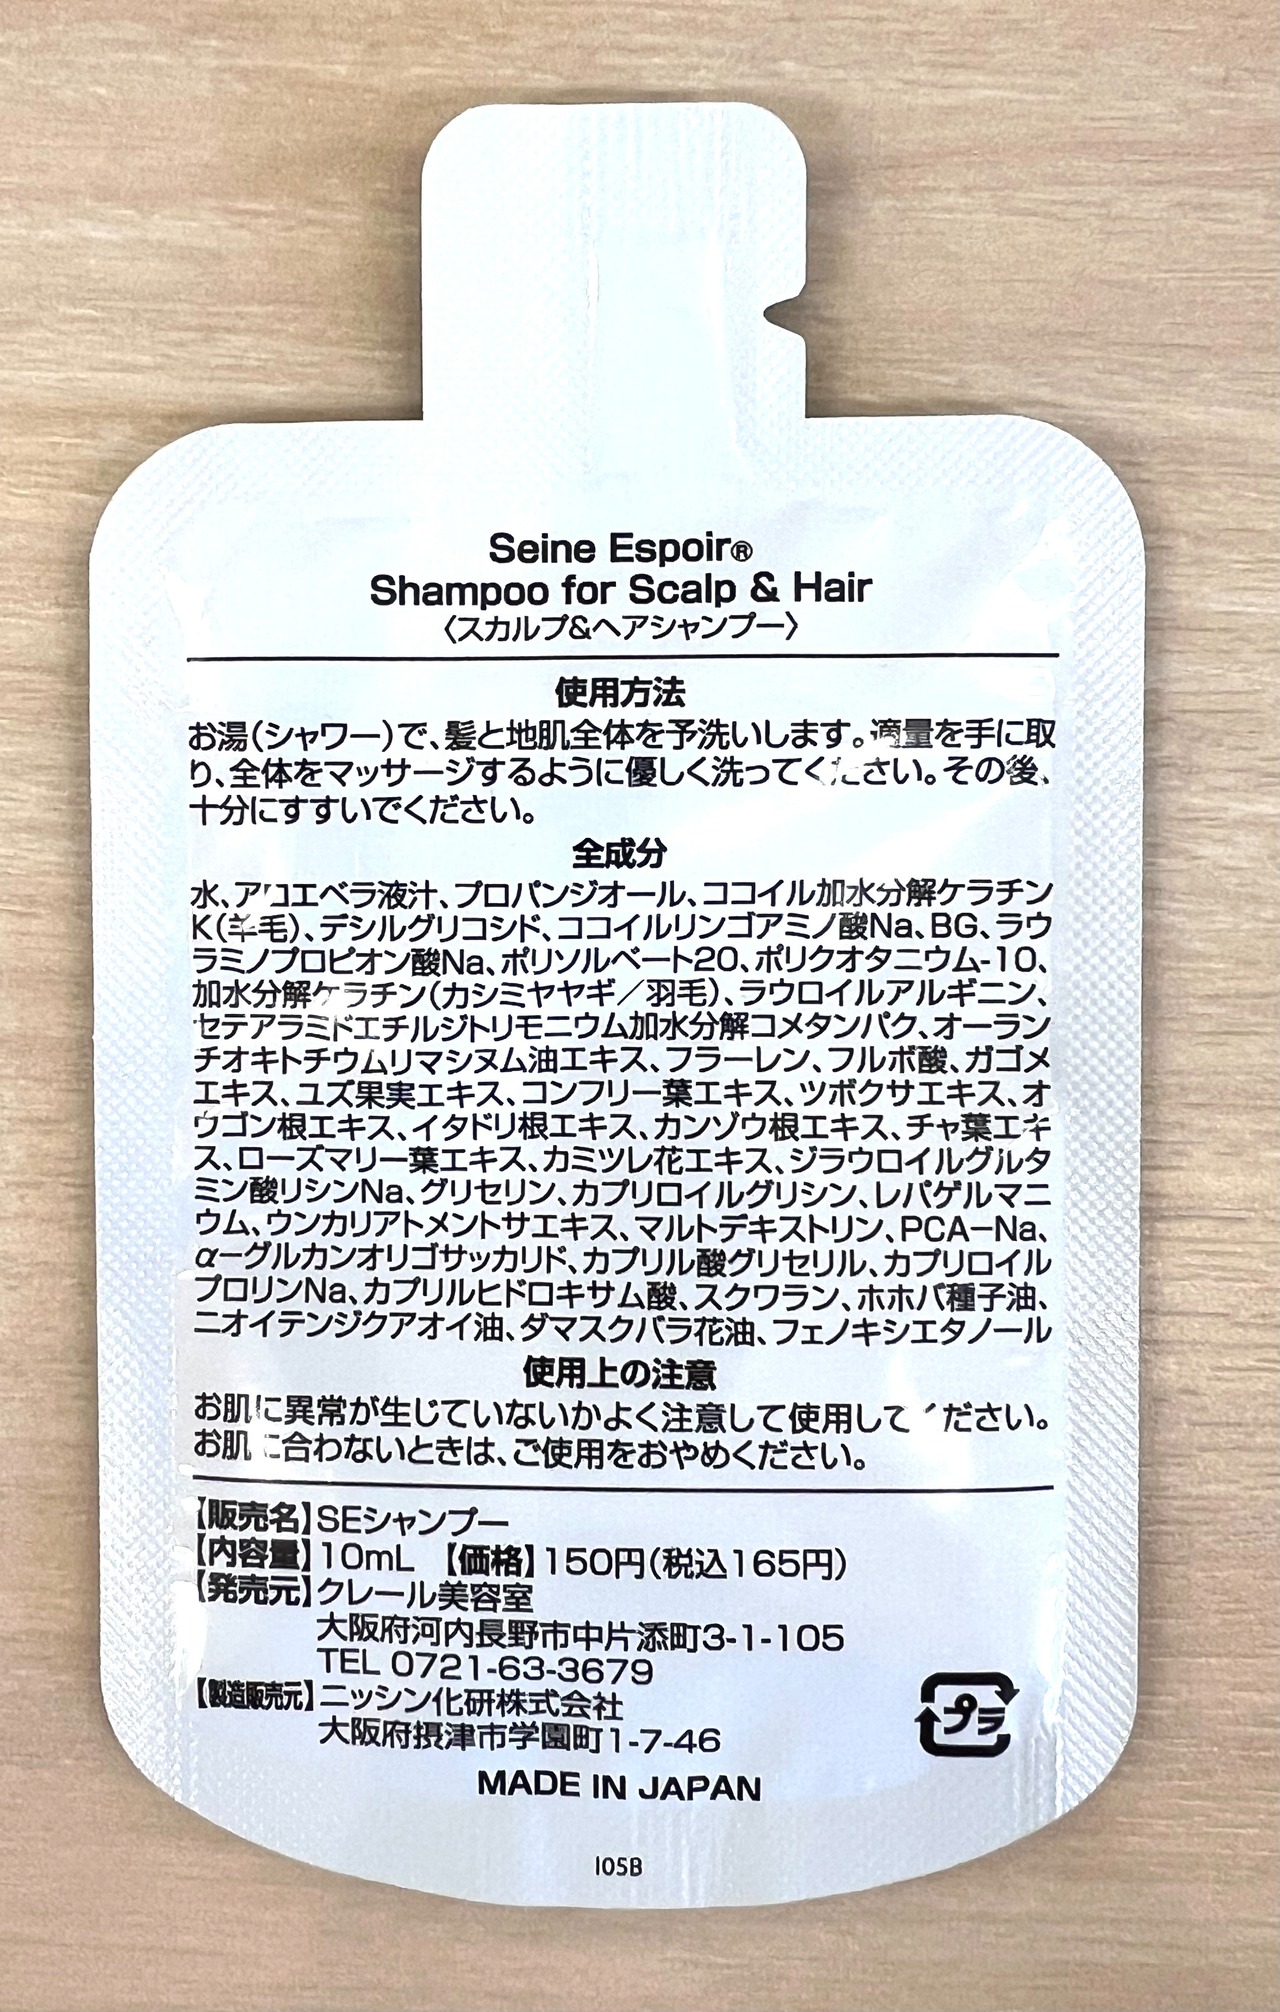 Seine Espoir®
Shampoo for Scalp & Hair
〈スカルプ&ヘアシャンプー〉
使用方法
お湯(シャワー)で、髪と地肌全体を予洗いします。適量を手に取
り、全体をマッサージするように優しく洗ってください。その後、
十分にすすいでください。
全成分
水、アロエベラ液汁、プロパンジオール、ココイル加水分解ケラチン
K(羊毛)、デシルグリコシド、ココイルリンゴアミノ酸Na、BG、ラウ
ラミノプロピオン酸Na、ポリソルベート20、ポリクオタニウム-10、
加水分解ケラチン(カシミヤヤギ/羽毛)、ラウロイルアルギニン、
セテアラミドエチルジトリモニウム加水分解コメタンパク、オーラン
チオキトチウムリマシヌム油エキス、フラーレン、フルボ酸、ガゴメ
エキス、ユズ果実エキス、コンフリー葉エキス、ツボクサエキス、オ
ウゴン根エキス、イタドリ根エキス、カンゾウ根エキス、チャ葉エキ
ス、ローズマリー葉エキス、カミツレ花エキス、ジラウロイルグルタ
ミン酸リシンNa、グリセリン、カプリロイルグリシン、レパゲルマニ
ウム、ウンカリアトメントサエキス、マルトデキストリン、PCA-Na、
α-グルカンオリゴサッカリド、カプリル酸グリセリル、カプリロイル
プロリンNa、カプリルヒドロキサム酸、スクワラン、ホホバ種子油、
ニオイテンジクアオイ油、ダマスクバラ花油、フェノキシエタノール
使用上の注意
お肌に異常が生じていないかよく注意して使用してください。
お肌に合わないときは、ご使用をおやめください。
【販売名】SEシャンプー
【内容量】10mL 【価格】150円(税込165円)
【発売元】クレール美容室
大阪府河内長野市中片添町3-1-105
TEL 0721-63-3679
【製造販売元】ニッシン化研株式会社
大阪府摂津市学園町1-7-46
プラ
MADE IN JAPAN
I05B